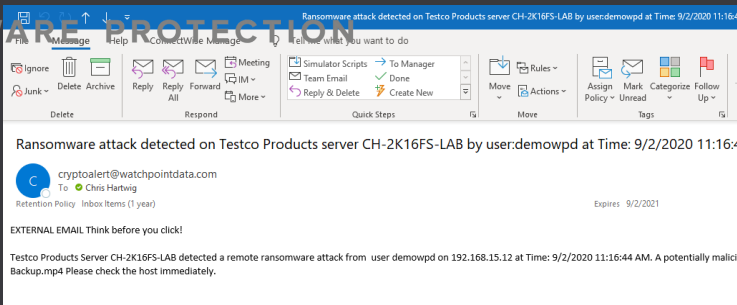 Ransomware attack detected on Testco Products server CH-2K16FS-LAB by user:demowpd at Time: 9/2/2020 11:16:4
ARE PROTECTION
File Message Help ConnectWise Manage Tell me what you want to do
Ignore
Junk
Delete
Archive
Delete
Reply
Reply All
Forward
Meeting
IM
More
Respond
Simulator Scripts
To Manager
Team Email
Done
Reply & Delete
Create New
Quick Steps
Move
Rules
Actions
Move
Assign Policy
Mark Unread
Categorize
Follow Up
Tags
Ransomware attack detected on Testco Products server CH-2K16FS-LAB by user:demowpd at Time: 9/2/2020 11:16:4
C
cryptoalert@watchpointdata.com
To Chris Hartwig
Retention Policy Inbox Items (1 year)
Expires 9/2/2021
EXTERNAL EMAIL Think before you click!
Testco Products Server CH-2K16FS-LAB detected a remote ransomware attack from user demowpd on 192.168.15.12 at Time: 9/2/2020 11:16:44 AM. A potentially malici
Backup.mp4 Please check the host immediately.